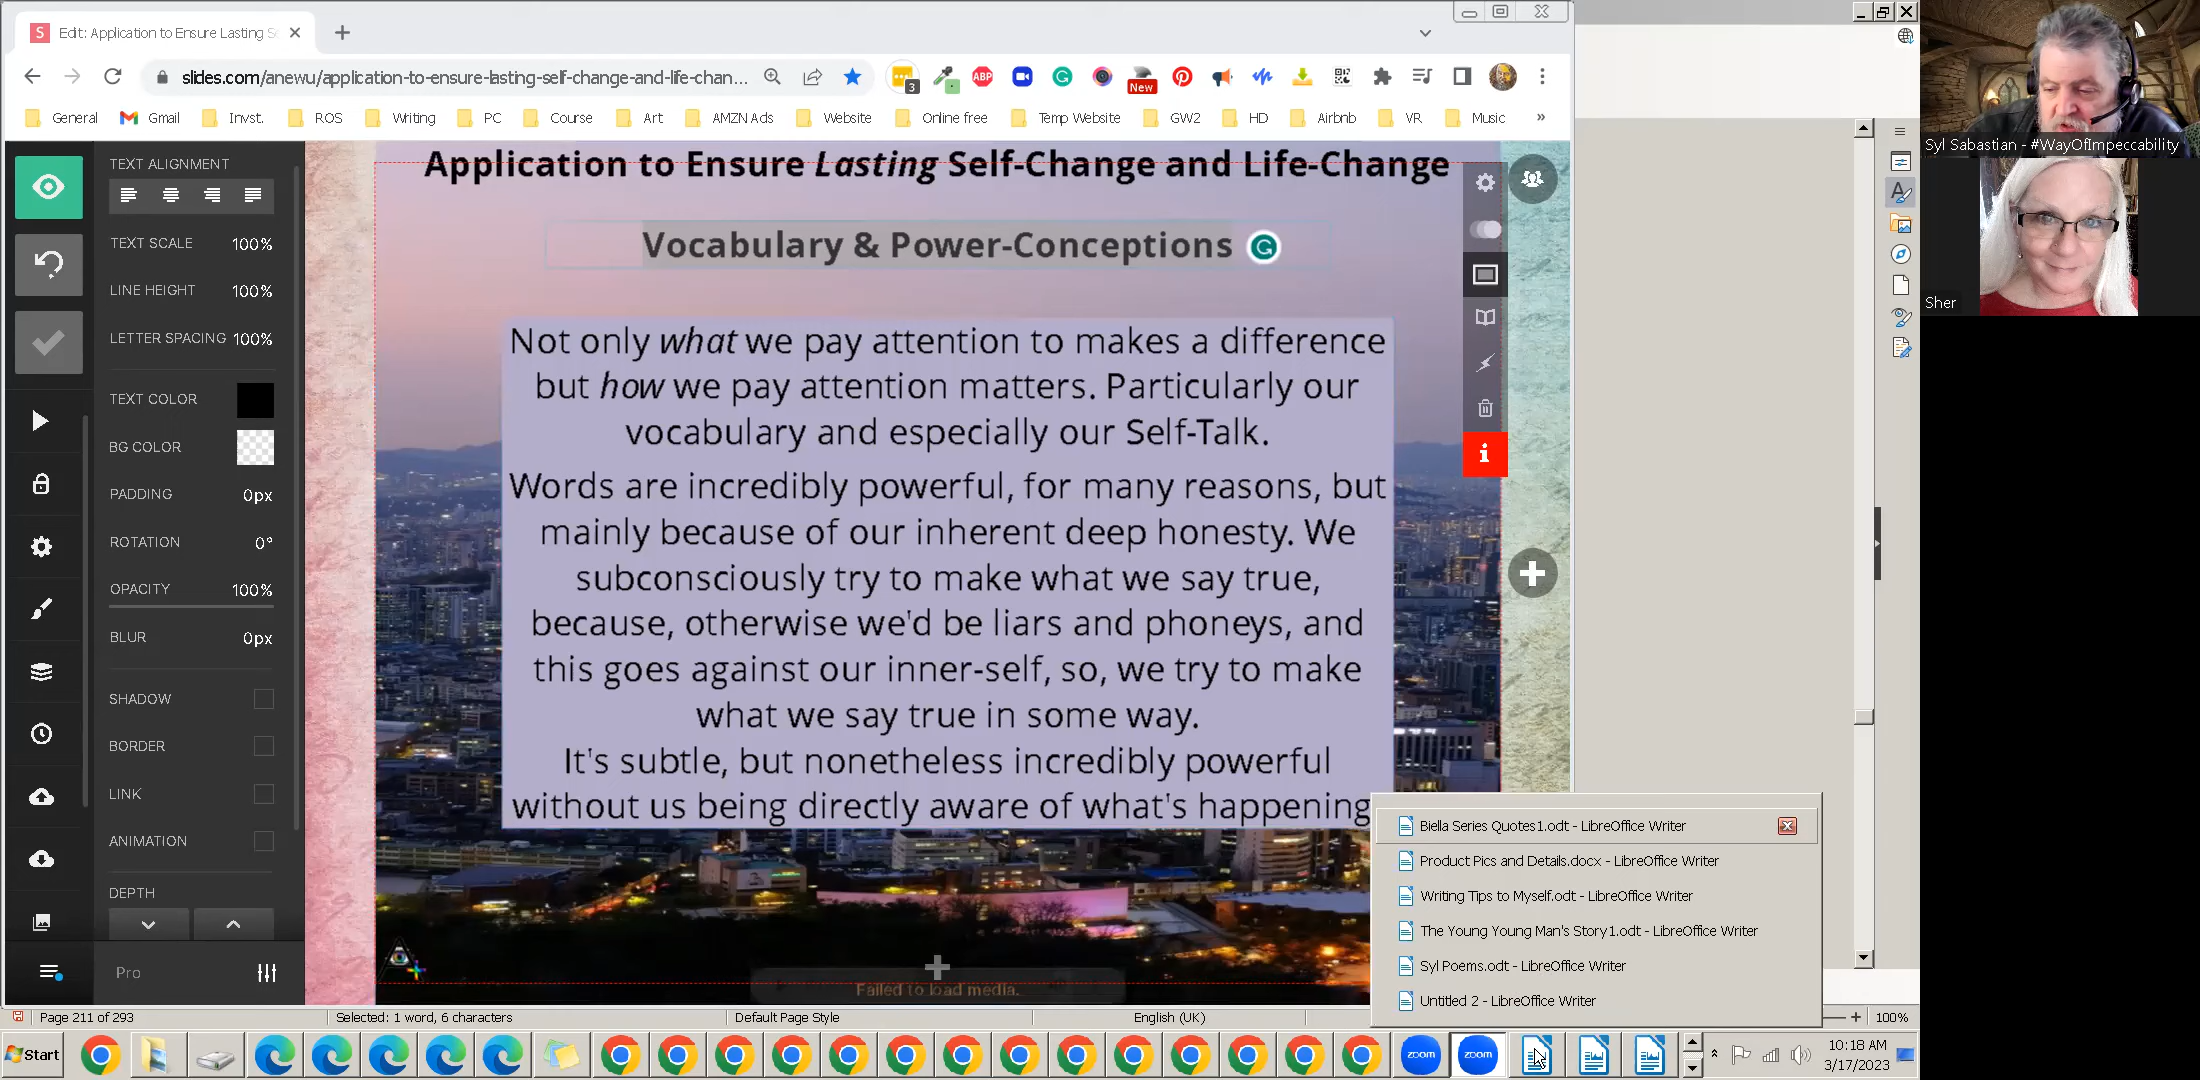 Edit: Application to Ensure Lasting S
slides.com/anewu/application-to-ensure-lasting-self-change-and-life-chan...
3
ABP
New
General
Gmail
Invst.
ROS
Writing
PC
Course
Art
AMZN Ads
Website
Online free
Temp Website
GW2
HD
Airbnb
VR
Music
»
TEXT ALIGNMENT
TEXT SCALE 100%
LINE HEIGHT 100%
LETTER SPACING 100%
TEXT COLOR
BG COLOR
PADDING 0px
ROTATION 0°
OPACITY 100%
BLUR 0px
SHADOW
BORDER
LINK
ANIMATION
DEPTH
Pro
Application to Ensure Lasting Self-Change and Life-Change
Vocabulary & Power-Conceptions
Not only what we pay attention to makes a difference
but how we pay attention matters. Particularly our
vocabulary and especially our Self-Talk.
Words are incredibly powerful, for many reasons, but
mainly because of our inherent deep honesty. We
subconsciously try to make what we say true,
because, otherwise we'd be liars and phoneys, and
this goes against our inner-self, so, we try to make
what we say true in some way.
It's subtle, but nonetheless incredibly powerful
without us being directly aware of what's happening
Failed to load media.
Biella Series Quotes1.odt - LibreOffice Writer
Product Pics and Details.docx - LibreOffice Writer
Writing Tips to Myself.odt - LibreOffice Writer
The Young Young Man's Story1.odt - LibreOffice Writer
Syl Poems.odt - LibreOffice Writer
Untitled 2 - LibreOffice Writer
Syl Sabastian - #WayOfImpeccability
Sher
Page 211 of 293
Selected: 1 word, 6 characters
Default Page Style
English (UK)
100%
Start
zoom
zoom
10:18 AM
3/17/2023